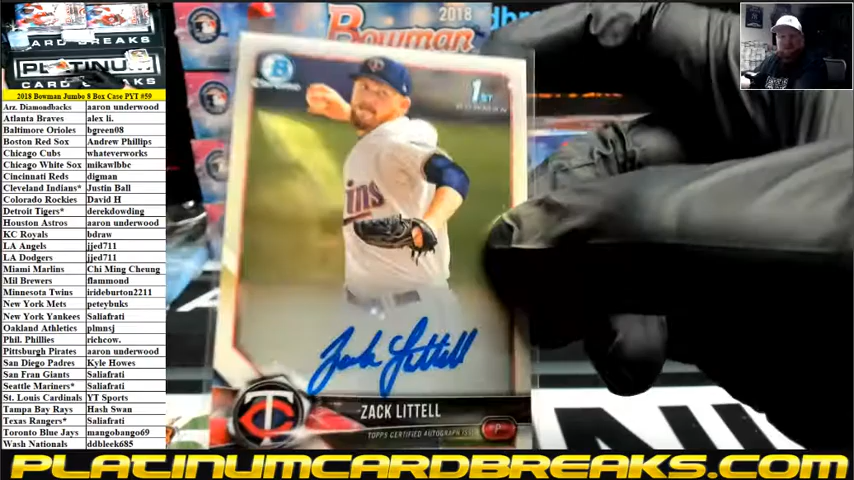 CARD BREAKS
PLATINUM
CARD BREAKS
2018 Bowman Jumbo 8 Box Case PYT #59
Arz. Diamondbacks aaron underwood
Atlanta Braves alex li.
Baltimore Orioles bgreen08
Boston Red Sox Andrew Phillips
Chicago Cubs whateverworks
Chicago White Sox mikawlbbc
Cincinnati Reds digman
Cleveland Indians* Justin Ball
Colorado Rockies David H
Detroit Tigers* derekdowding
Houston Astros aaron underwood
KC Royals bdraw
LA Angels jjed711
LA Dodgers jjed711
Miami Marlins Chi Ming Cheung
Mil Brewers flammond
Minnesota Twins irideburton2211
New York Mets peteybuks
New York Yankees Saliafrati
Oakland Athletics plmnsj
Phil. Phillies richcow.
Pittsburgh Pirates aaron underwood
San Diego Padres Kyle Howes
San Fran Giants Saliafrati
Seattle Mariners* Saliafrati
St. Louis Cardinals YT Sports
Tampa Bay Rays Hash Swan
Texas Rangers* Saliafrati
Toronto Blue Jays mangobango69
Wash Nationals ddbleek685
2018
Bowman
B
1ST
BOWMAN
ins
Zack Littell
ZACK LITTELL
TOPPS CERTIFIED AUTOGRAPH ISSUE
P
TC
PLATINUMCARDBREAKS.COM